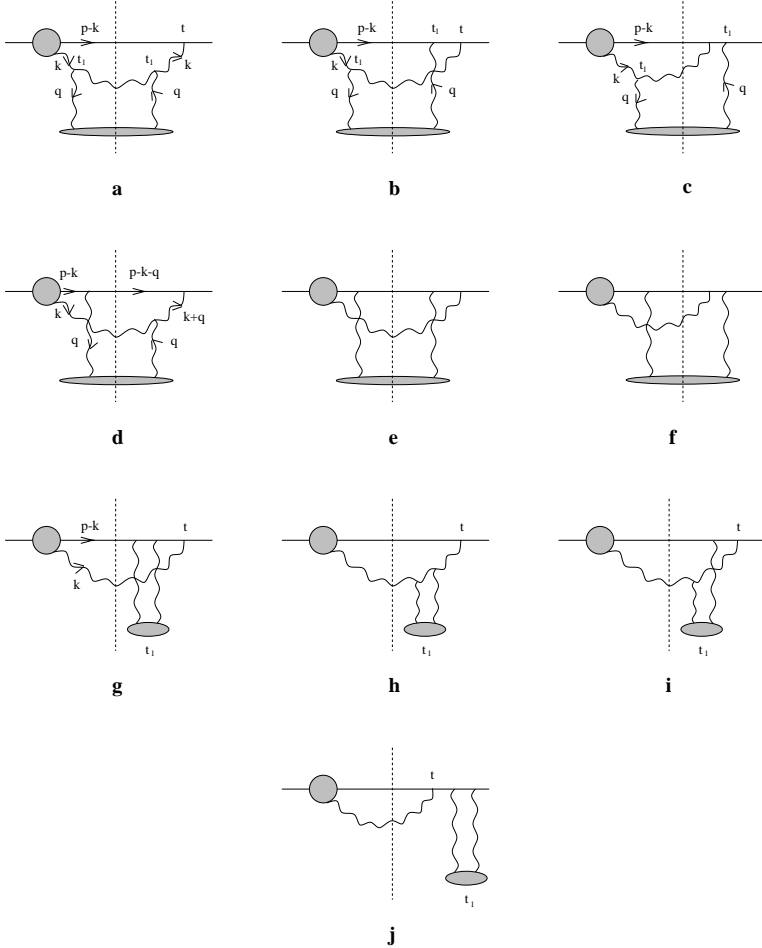 p-k t
k t₁ t₁ k
q q
a
p-k t₁ t
k t₁
q q
b
p-k t₁
k t₁
q q
c
p-k p-k-q
k k+q
q q
d
e
f
p-k t
k
t₁
g
t
t₁
h
t
t₁
i
t
t₁
j